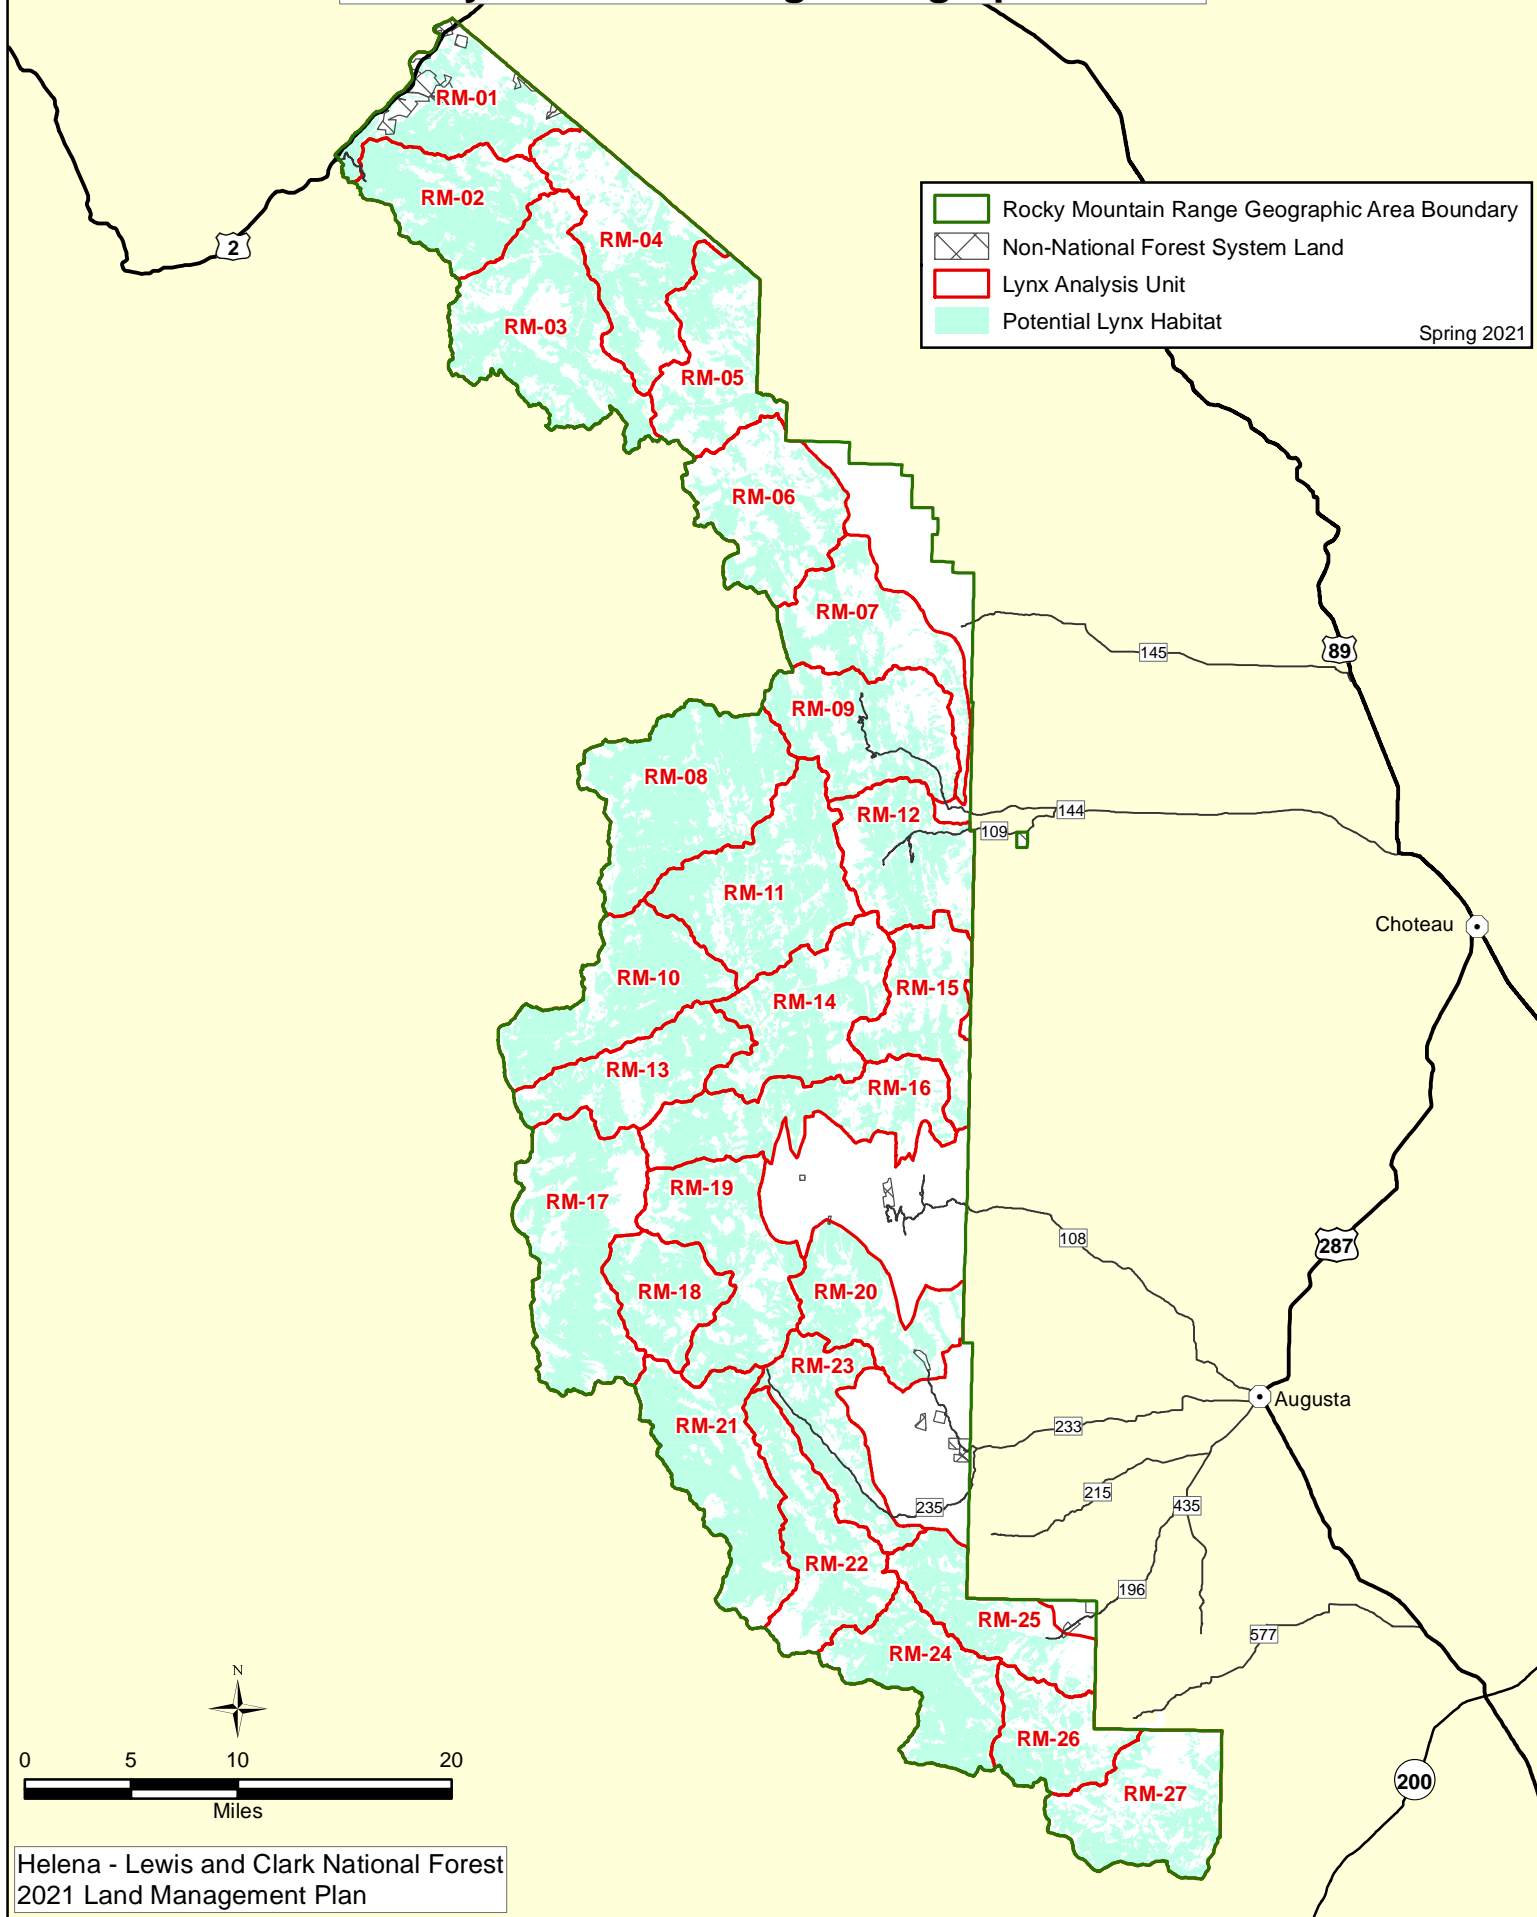 RM-01
RM-02
Rocky Mountain Range Geographic Area Boundary
2
RM-04
Non-National Forest System Land
Lynx Analysis Unit
RM-03
Potential Lynx Habitat
Spring 2021
RM-05
RM-06
RM-07
145
89
RM-09
RM-08
RM-12
144
109
RM-11
Choteau
RM-10
RM-15
RM-14
RM-13
RM-16
RM-19
RM-17
108
287
RM-18
RM-20
RM-23
Augusta
RM-21
233
215
435
235
RM-22
196
RM-25
577
RM-24
N
RM-26
0 5 10 20
200
RM-27
Miles
Helena - Lewis and Clark National Forest
2021 Land Management Plan